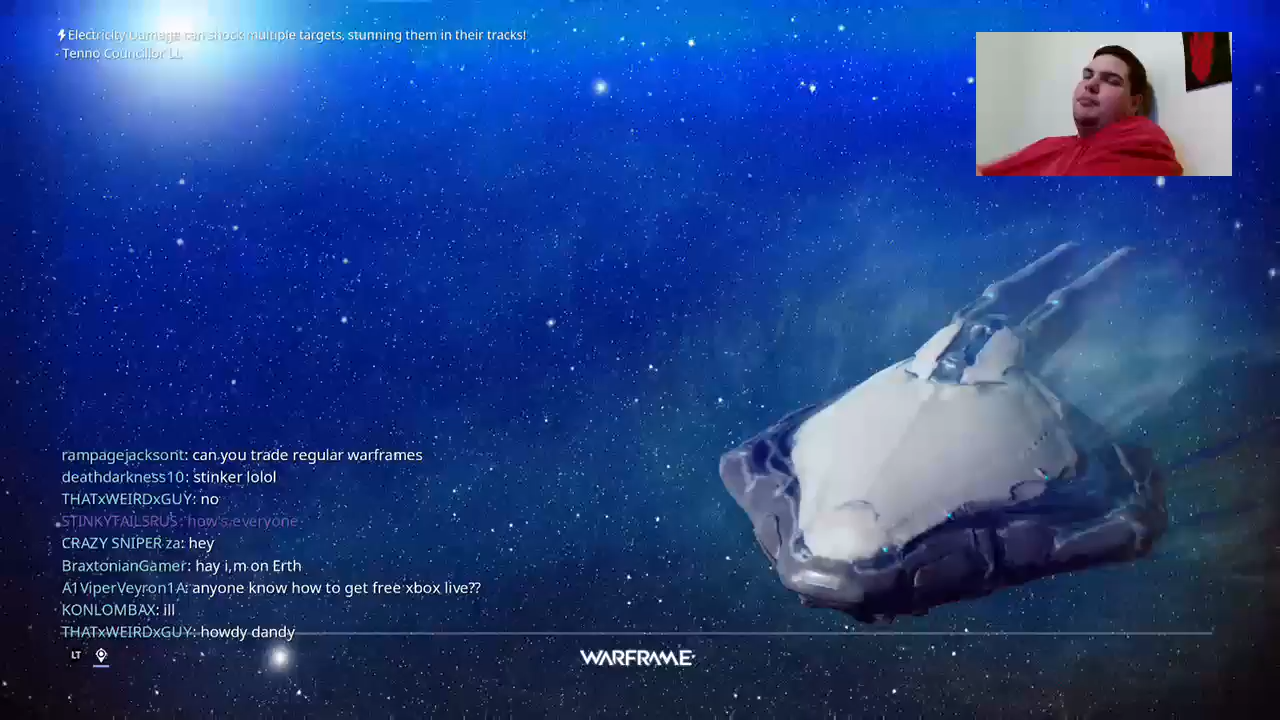 Electricity Damage can shock multiple targets, stunning them in their tracks!
- Tenno Councillor LL
rampagejacksont: can you trade regular warframes
deathdarkness10: stinker lolol
THATxWEIRDxGUY: no
STINKYTAILSRUS: how's everyone
CRAZY SNIPER za: hey
BraxtonianGamer: hay i,m on Erth
A1ViperVeyron1A: anyone know how to get free xbox live??
KONLOMBAX: ill
THATxWEIRDxGUY: howdy dandy
LT
WARFRAME